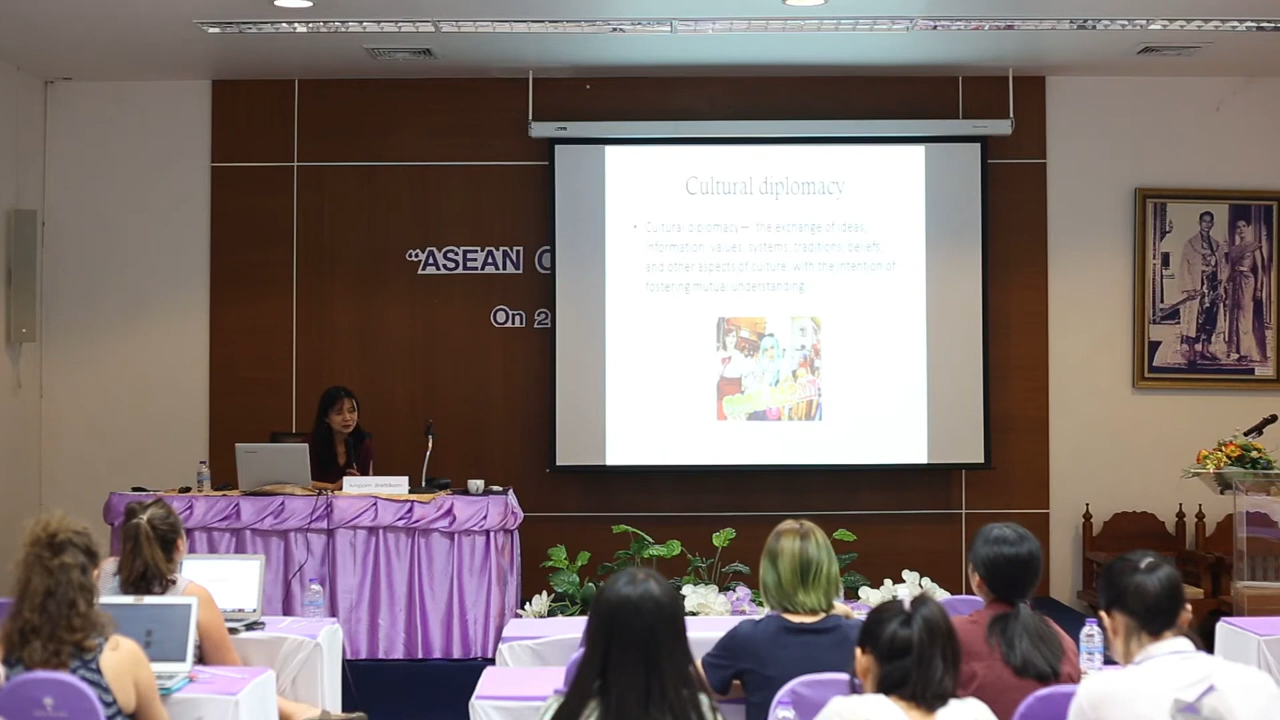 Cultural diplomacy
• Cultural diplomacy — the exchange of ideas,
information, values, systems, traditions, beliefs,
and other aspects of culture, with the intention of
fostering mutual understanding.
"ASEAN C
On 2